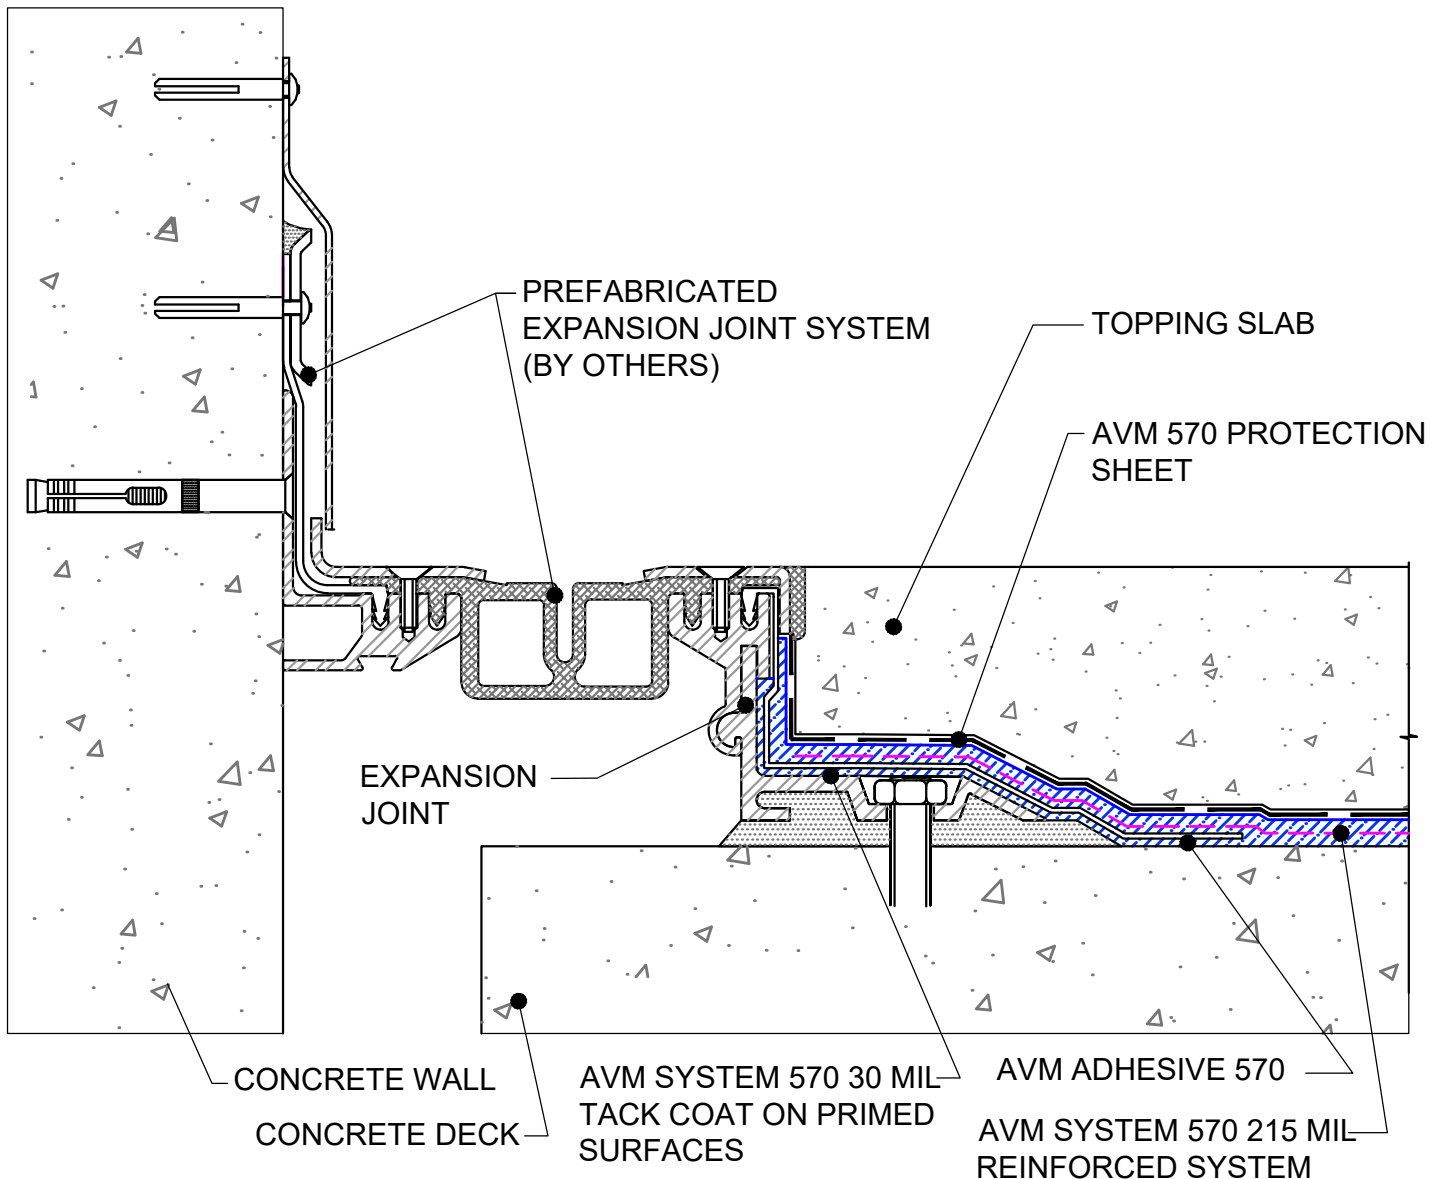 PREFABRICATED
EXPANSION JOINT SYSTEM
(BY OTHERS)
TOPPING SLAB
AVM 570 PROTECTION
SHEET
EXPANSION
JOINT
CONCRETE WALL
CONCRETE DECK
AVM SYSTEM 570 30 MIL
TACK COAT ON PRIMED
SURFACES
AVM ADHESIVE 570
AVM SYSTEM 570 215 MIL
REINFORCED SYSTEM